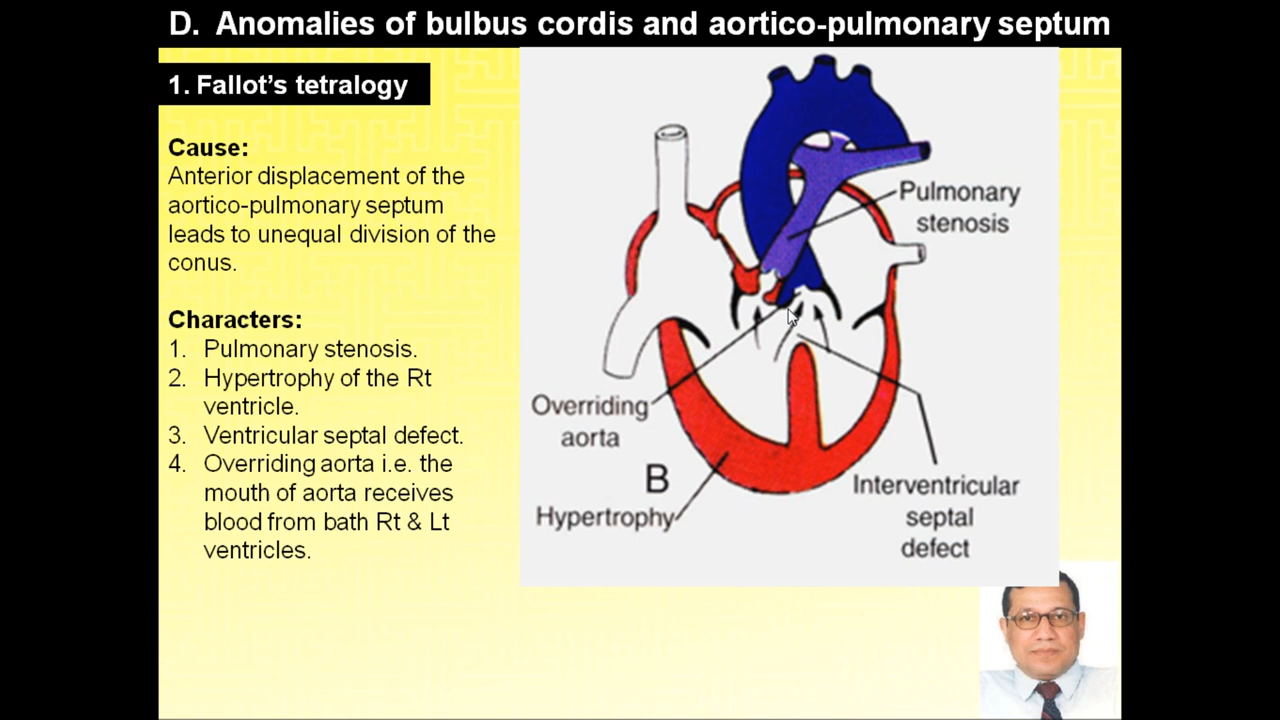 D. Anomalies of bulbus cordis and aortico-pulmonary septum
1. Fallot's tetralogy
Cause:
Anterior displacement of the
aortico-pulmonary septum
leads to unequal division of the
conus.
Characters:
1. Pulmonary stenosis.
2. Hypertrophy of the Rt
ventricle.
3. Ventricular septal defect.
4. Overriding aorta i.e. the
mouth of aorta receives
blood from bath Rt & Lt
ventricles.
Pulmonary
stenosis
Overriding
aorta
B
Hypertrophy
Interventricular
septal
defect